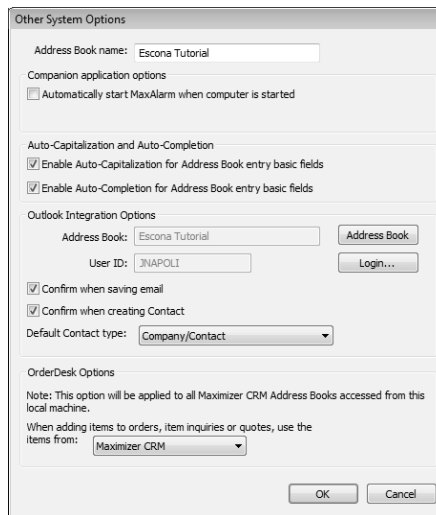 Other System Options
Address Book name: Escona Tutorial
Companion application options
Automatically start MaxAlarm when computer is started
Auto-Capitalization and Auto-Completion
Enable Auto-Capitalization for Address Book entry basic fields
Enable Auto-Completion for Address Book entry basic fields
Outlook Integration Options
Address Book: Escona Tutorial Address Book
User ID: JNAPOLI Login...
Confirm when saving email
Confirm when creating Contact
Default Contact type: Company/Contact
OrderDesk Options
Note: This option will be applied to all Maximizer CRM Address Books accessed from this
local machine.
When adding items to orders, item inquiries or quotes, use the
items from: Maximizer CRM
OK Cancel